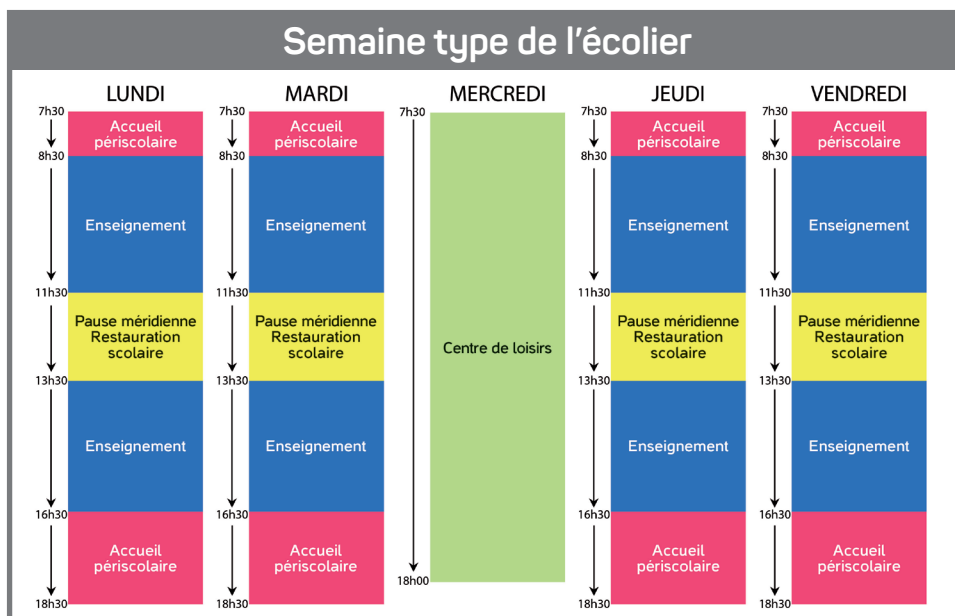 Semaine type de l'écolier
LUNDI
7h30
Accueil
périscolaire
8h30
Enseignement
11h30
Pause méridienne
Restauration
scolaire
13h30
Enseignement
16h30
Accueil
périscolaire
18h30
MARDI
7h30
Accueil
périscolaire
8h30
Enseignement
11h30
Pause méridienne
Restauration
scolaire
13h30
Enseignement
16h30
Accueil
périscolaire
18h30
MERCREDI
7h30
Centre de loisirs
18h00
JEUDI
7h30
Accueil
périscolaire
8h30
Enseignement
11h30
Pause méridienne
Restauration
scolaire
13h30
Enseignement
16h30
Accueil
périscolaire
18h30
VENDREDI
7h30
Accueil
périscolaire
8h30
Enseignement
11h30
Pause méridienne
Restauration
scolaire
13h30
Enseignement
16h30
Accueil
périscolaire
18h30